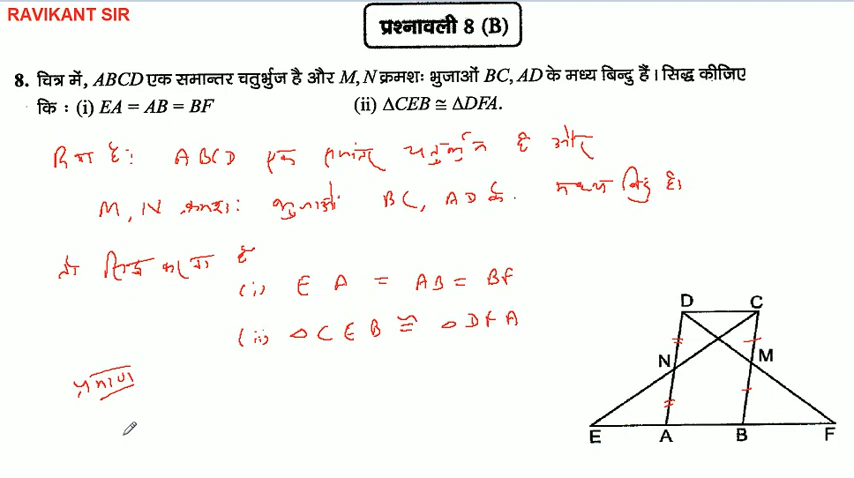 RAVIKANT SIR
प्रश्नावली 8 (B)
8. चित्र में, ABCD एक समान्तर चतुर्भुज है और M, N क्रमशः भुजाओं BC, AD के मध्य बिन्दु हैं। सिद्ध कीजिए
कि : (i) EA = AB = BF (ii) ΔCEB ≅ ΔDFA.
दिया है: ABCD एक समांतर चतुर्भुज है और
M, N क्रमशः भुजाओं BC, AD के मध्य बिंदु है।
तो सिद्ध करना है
(i) EA = AB = BF
(ii) ΔCEB ≅ ΔDFA
प्रमाण
D C
N M
E A B F